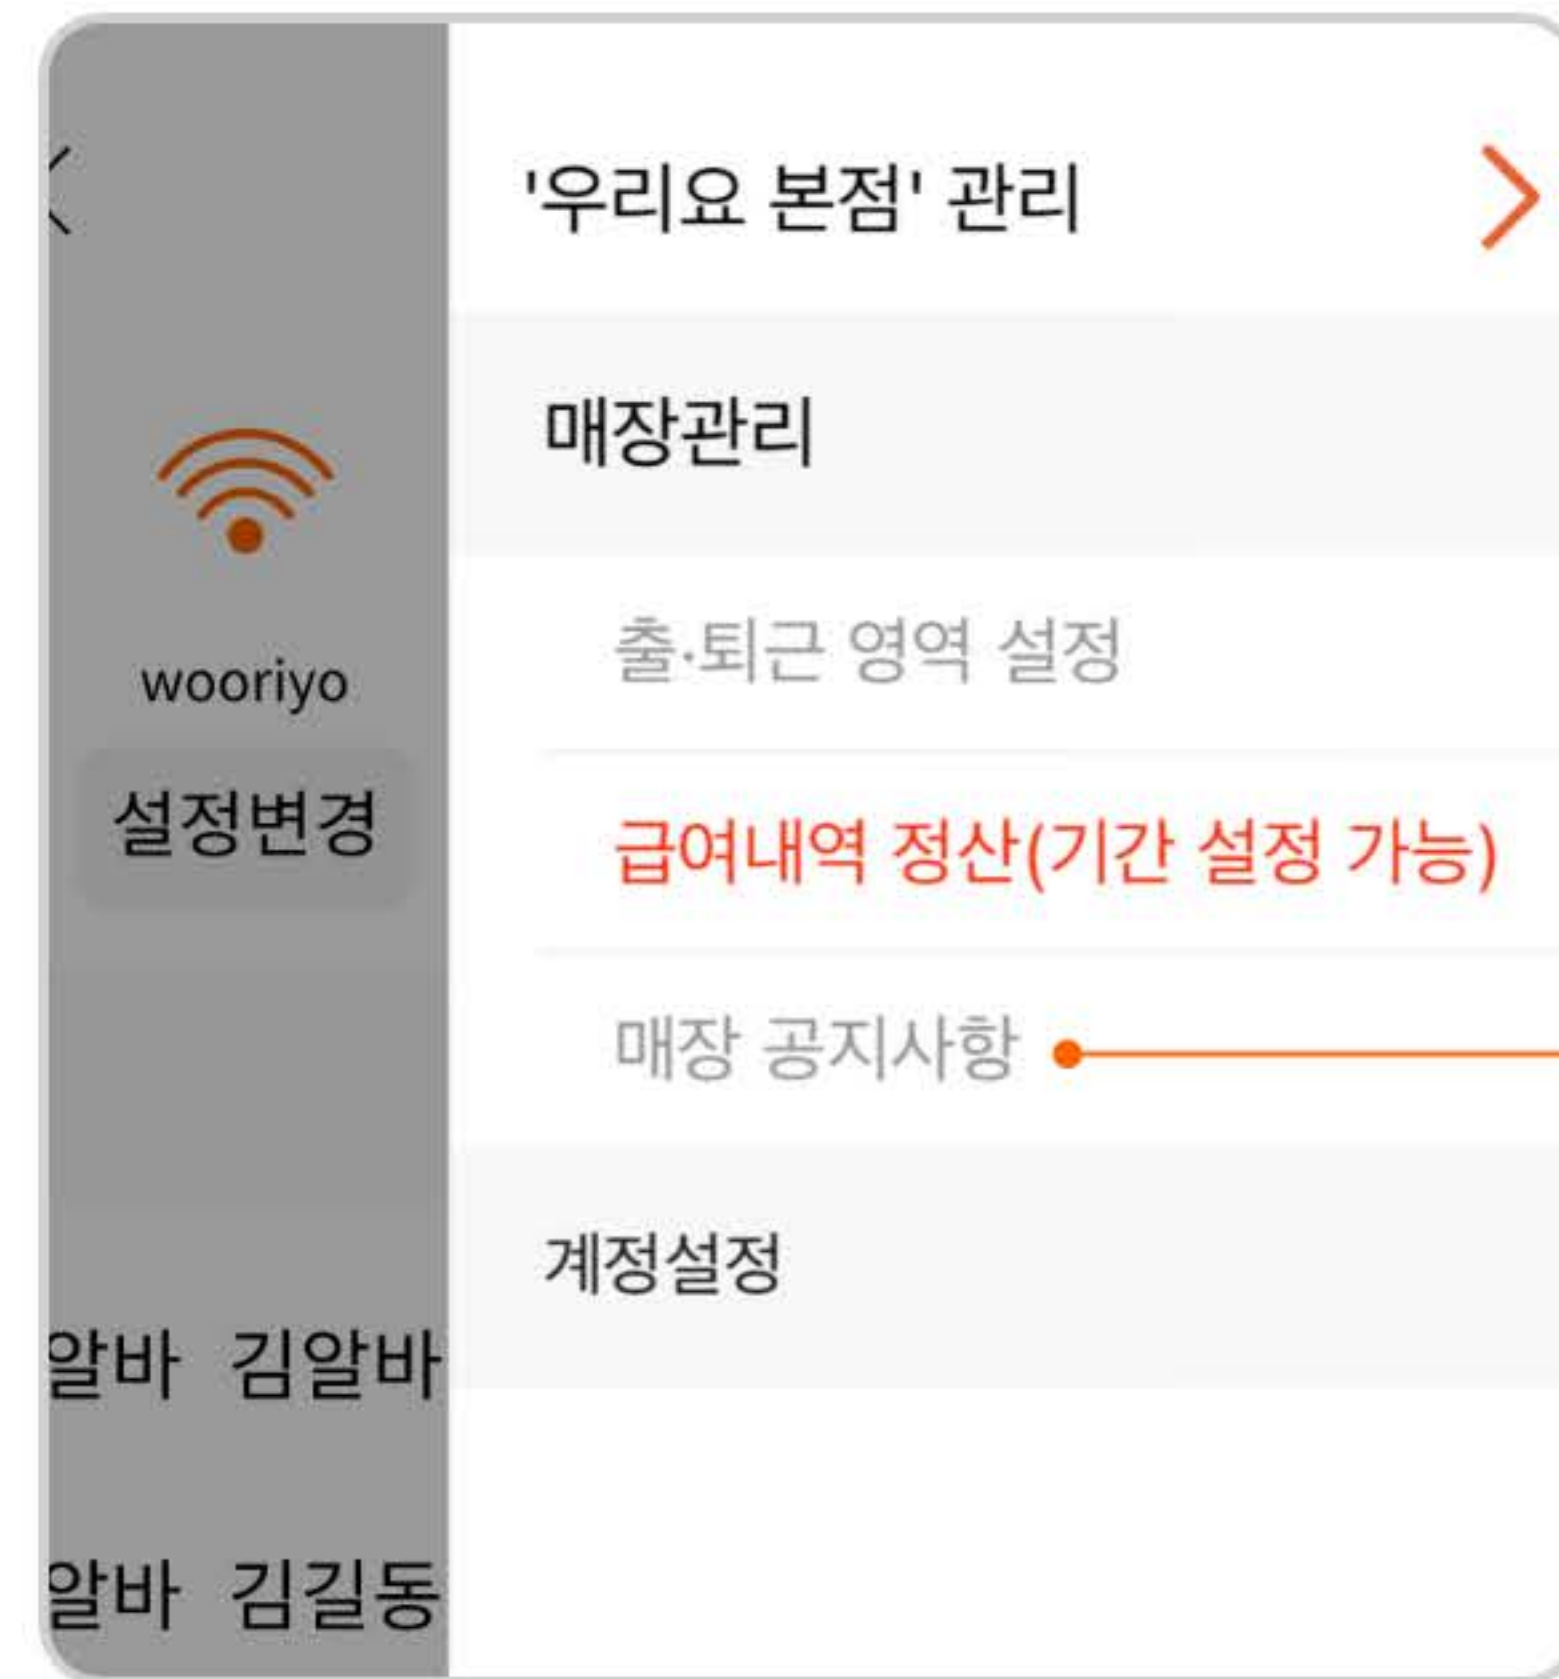 '우리요 본점' 관리
매장관리
출·퇴근 영역 설정
급여내역 정산(기간 설정 가능)
매장 공지사항
계정설정
wooriyo
설정변경
알바 김알바
알바 김길동